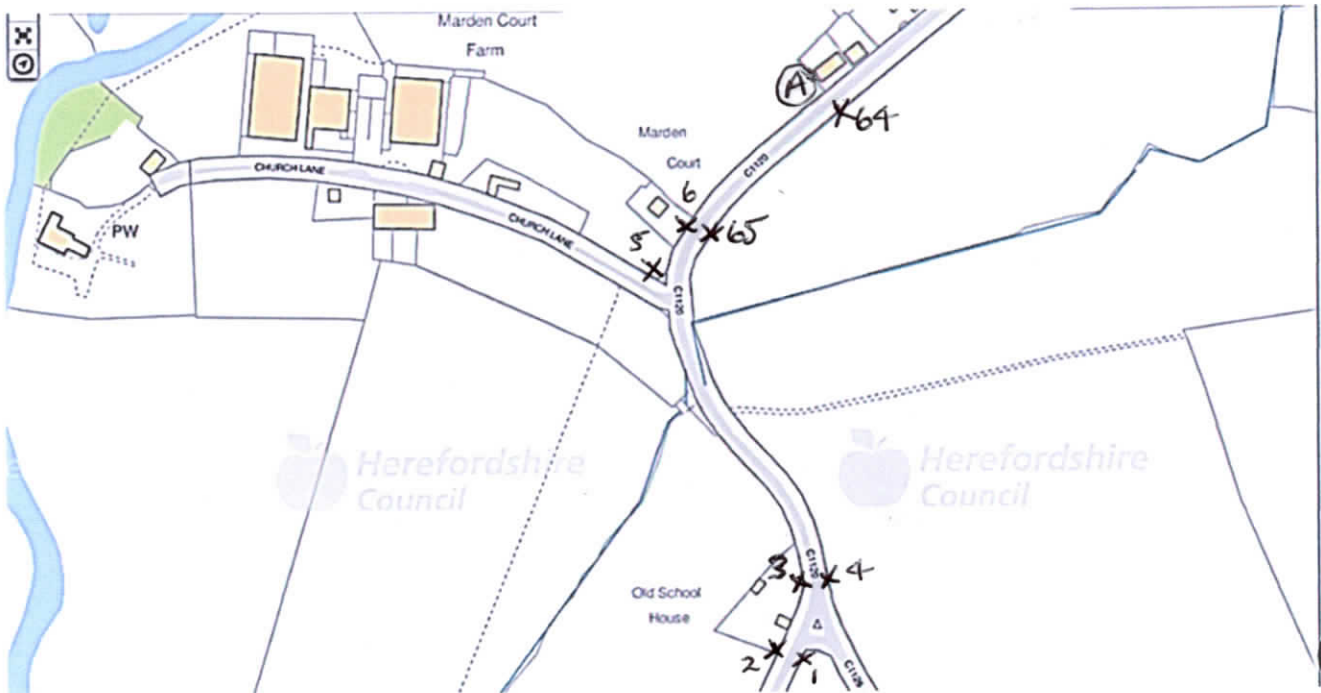 Marden Court
Farm
A
64
Marden
Court
C1120
CHURCH LANE
6
65
PW
CHURCH LANE
5
C1120
Herefordshire
Council
Herefordshire
Council
C1120
3
4
Old School
House
2
1